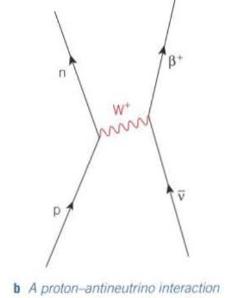 n
β⁺
W⁺
p
ν̄
b A proton–antineutrino interaction